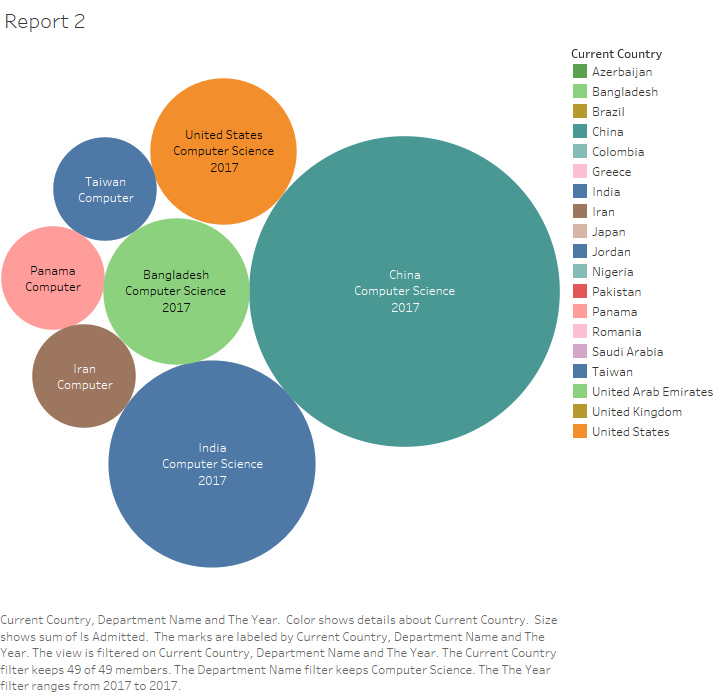 Report 2
United States
Computer Science
2017
Taiwan
Computer
Panama
Computer
Bangladesh
Computer Science
2017
China
Computer Science
2017
Iran
Computer
India
Computer Science
2017
Current Country
Azerbaijan
Bangladesh
Brazil
China
Colombia
Greece
India
Iran
Japan
Jordan
Nigeria
Pakistan
Panama
Romania
Saudi Arabia
Taiwan
United Arab Emirates
United Kingdom
United States
Current Country, Department Name and The Year.  Color shows details about Current Country.  Size
shows sum of Is Admitted.  The marks are labeled by Current Country, Department Name and The
Year. The view is filtered on Current Country, Department Name and The Year. The Current Country
filter keeps 49 of 49 members. The Department Name filter keeps Computer Science. The The Year
filter ranges from 2017 to 2017.